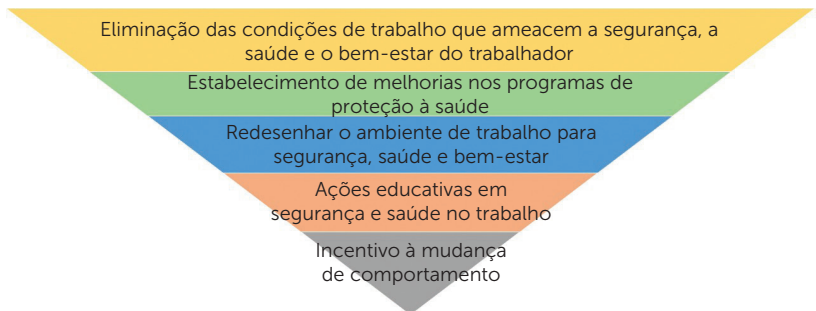 Eliminação das condições de trabalho que ameacem a segurança, a
saúde e o bem-estar do trabalhador
Estabelecimento de melhorias nos programas de
proteção à saúde
Redesenhar o ambiente de trabalho para
segurança, saúde e bem-estar
Ações educativas em
segurança e saúde no trabalho
Incentivo à mudança
de comportamento